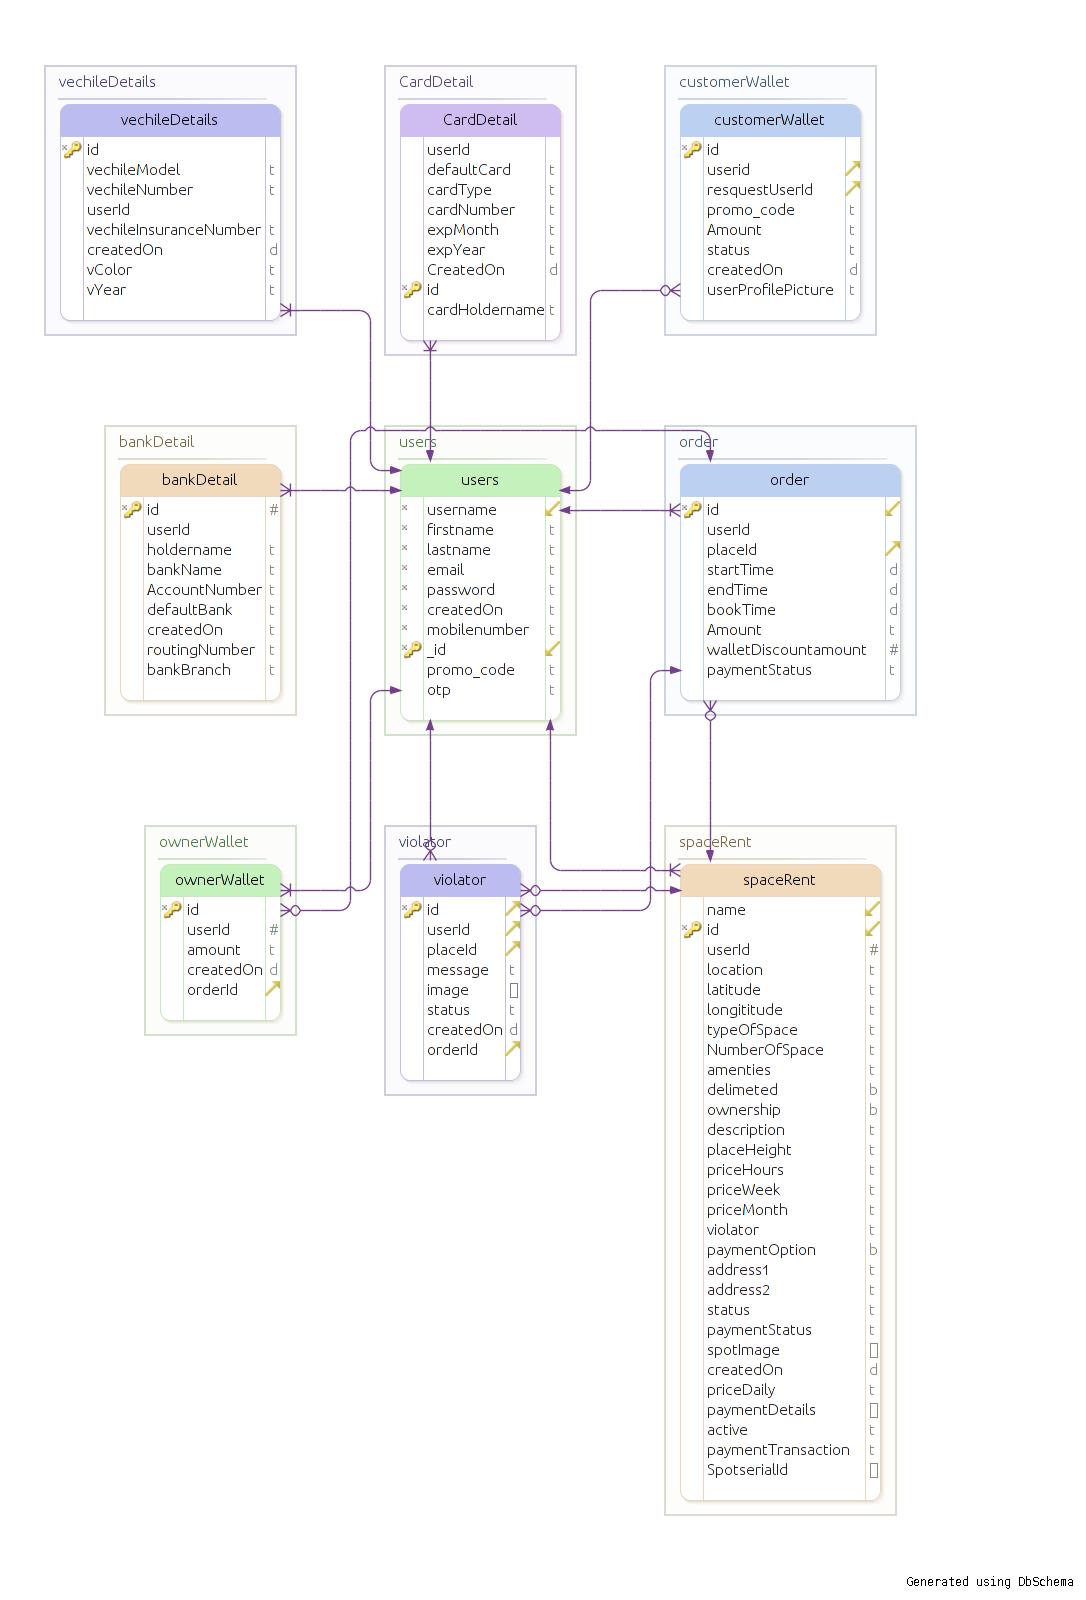 vechileDetails
vechileDetails
id
vechileModel t
vechileNumber t
userId
vechileInsuranceNumber t
createdOn d
vColor t
vYear t
CardDetail
CardDetail
userId
defaultCard t
cardType t
cardNumber t
expMonth t
expYear t
CreatedOn d
id
cardHoldername t
customerWallet
customerWallet
id
userid
resquestUserId
promo_code t
Amount t
status t
createdOn d
userProfilePicture t
bankDetail
bankDetail
id #
userId
holdername t
bankName t
AccountNumber t
defaultBank t
createdOn t
routingNumber t
bankBranch t
users
users
* username
* firstname t
* lastname t
* email t
* password t
* createdOn t
* mobilenumber t
_id
promo_code t
otp t
order
order
id
userId
placeId
startTime d
endTime d
bookTime d
Amount t
walletDiscountamount #
paymentStatus t
ownerWallet
ownerWallet
id
userId #
amount t
createdOn d
orderId
violator
violator
id
userId
placeId
message t
image []
status t
createdOn d
orderId
spaceRent
spaceRent
name
id
userId #
location t
latitude t
longititude t
typeOfSpace t
NumberOfSpace t
amenties t
delimeted b
ownership b
description t
placeHeight t
priceHours t
priceWeek t
priceMonth t
violator t
paymentOption b
address1 t
address2 t
status t
paymentStatus t
spotImage []
createdOn d
priceDaily t
paymentDetails []
active t
paymentTransaction t
SpotserialId []
Generated using DbSchema